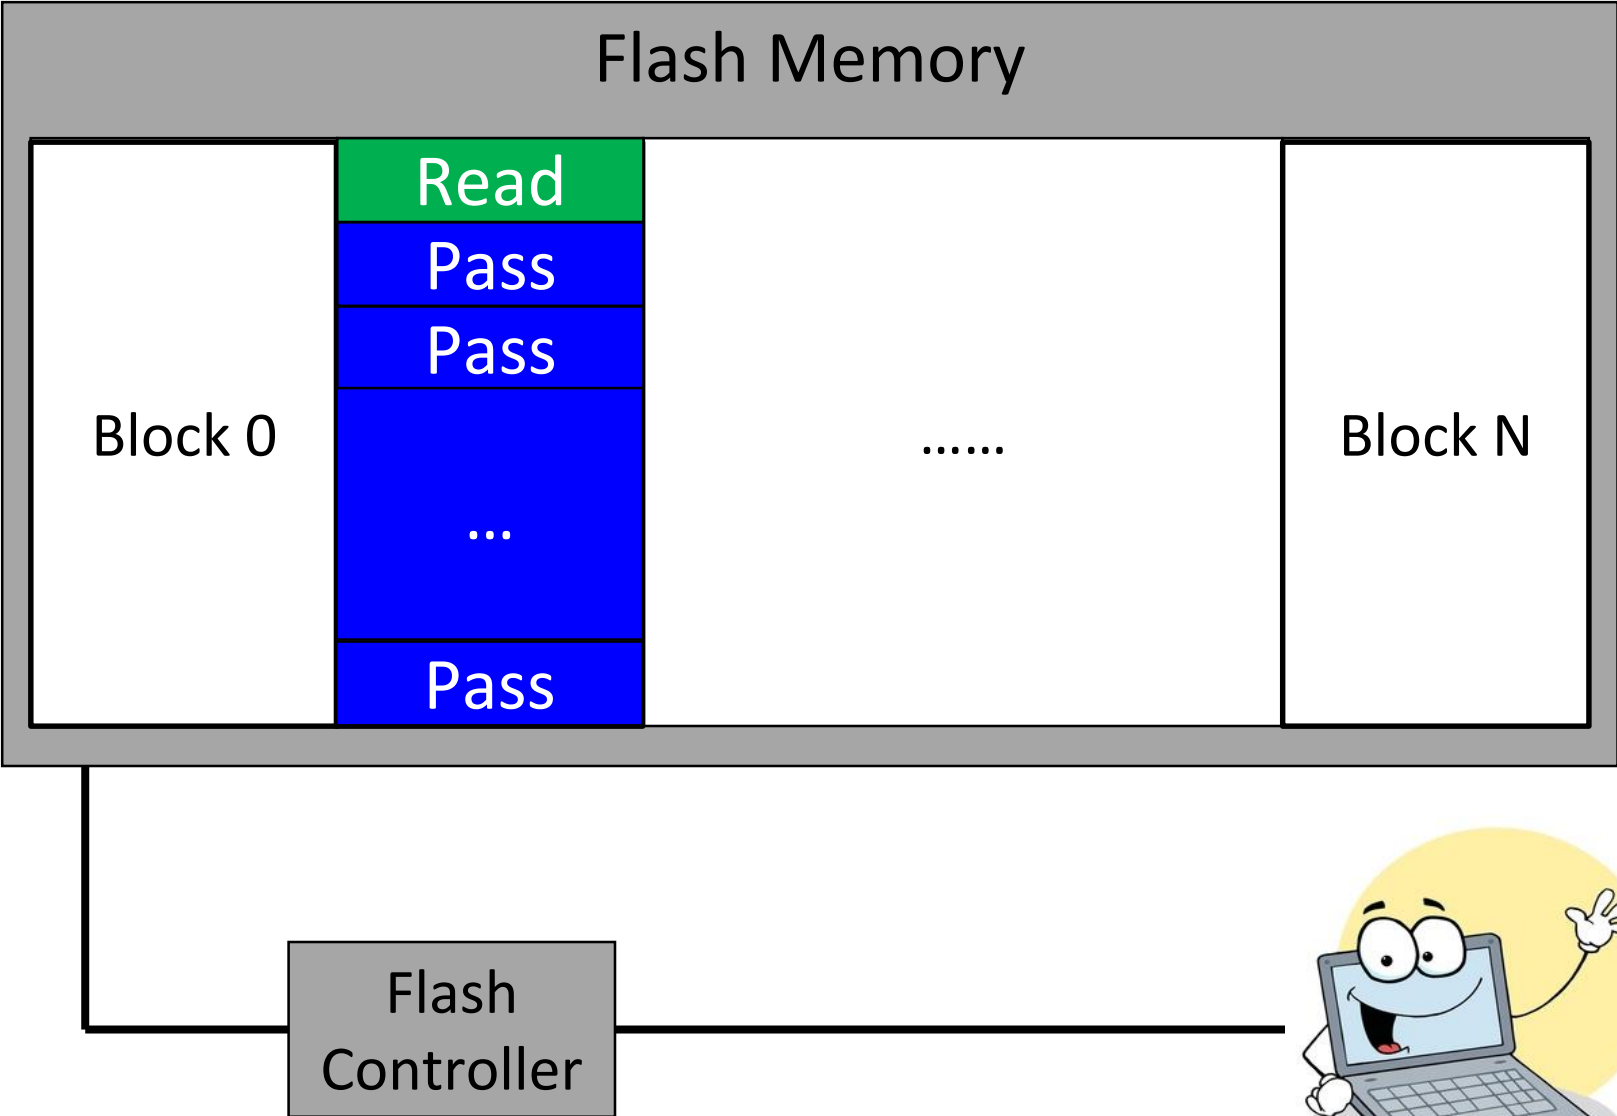 Flash Memory
Block 0
Read
Pass
Pass
…
Pass
……
Block N
Flash
Controller